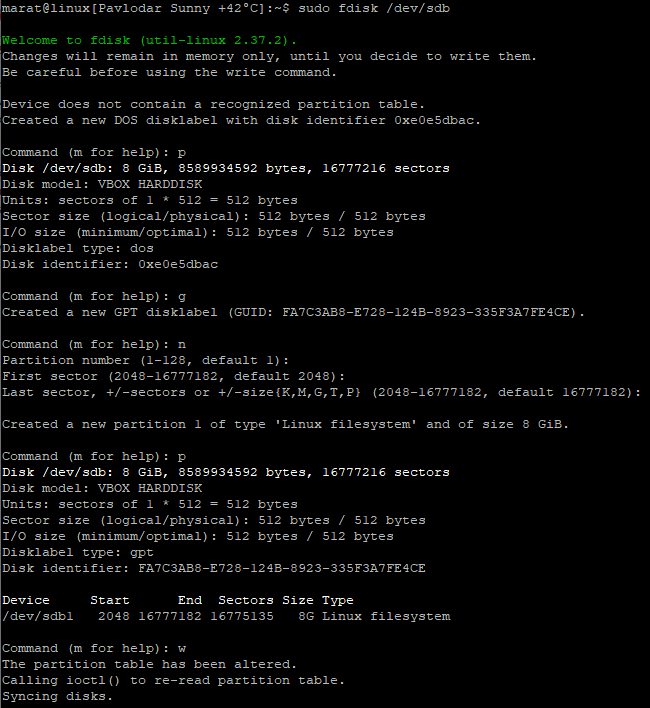 marat@linux[Pavlodar Sunny +42°C]:~$ sudo fdisk /dev/sdb
Welcome to fdisk (util-linux 2.37.2).
Changes will remain in memory only, until you decide to write them.
Be careful before using the write command.
Device does not contain a recognized partition table.
Created a new DOS disklabel with disk identifier 0xe0e5dbac.
Command (m for help): p
Disk /dev/sdb: 8 GiB, 8589934592 bytes, 16777216 sectors
Disk model: VBOX HARDDISK
Units: sectors of 1 * 512 = 512 bytes
Sector size (logical/physical): 512 bytes / 512 bytes
I/O size (minimum/optimal): 512 bytes / 512 bytes
Disklabel type: dos
Disk identifier: 0xe0e5dbac
Command (m for help): g
Created a new GPT disklabel (GUID: FA7C3AB8-E728-124B-8923-335F3A7FE4CE).
Command (m for help): n
Partition number (1-128, default 1):
First sector (2048-16777182, default 2048):
Last sector, +/-sectors or +/-size{K,M,G,T,P} (2048-16777182, default 16777182):
Created a new partition 1 of type 'Linux filesystem' and of size 8 GiB.
Command (m for help): p
Disk /dev/sdb: 8 GiB, 8589934592 bytes, 16777216 sectors
Disk model: VBOX HARDDISK
Units: sectors of 1 * 512 = 512 bytes
Sector size (logical/physical): 512 bytes / 512 bytes
I/O size (minimum/optimal): 512 bytes / 512 bytes
Disklabel type: gpt
Disk identifier: FA7C3AB8-E728-124B-8923-335F3A7FE4CE
Device     Start      End  Sectors Size Type
/dev/sdb1   2048 16777182 16775135   8G Linux filesystem
Command (m for help): w
The partition table has been altered.
Calling ioctl() to re-read partition table.
Syncing disks.